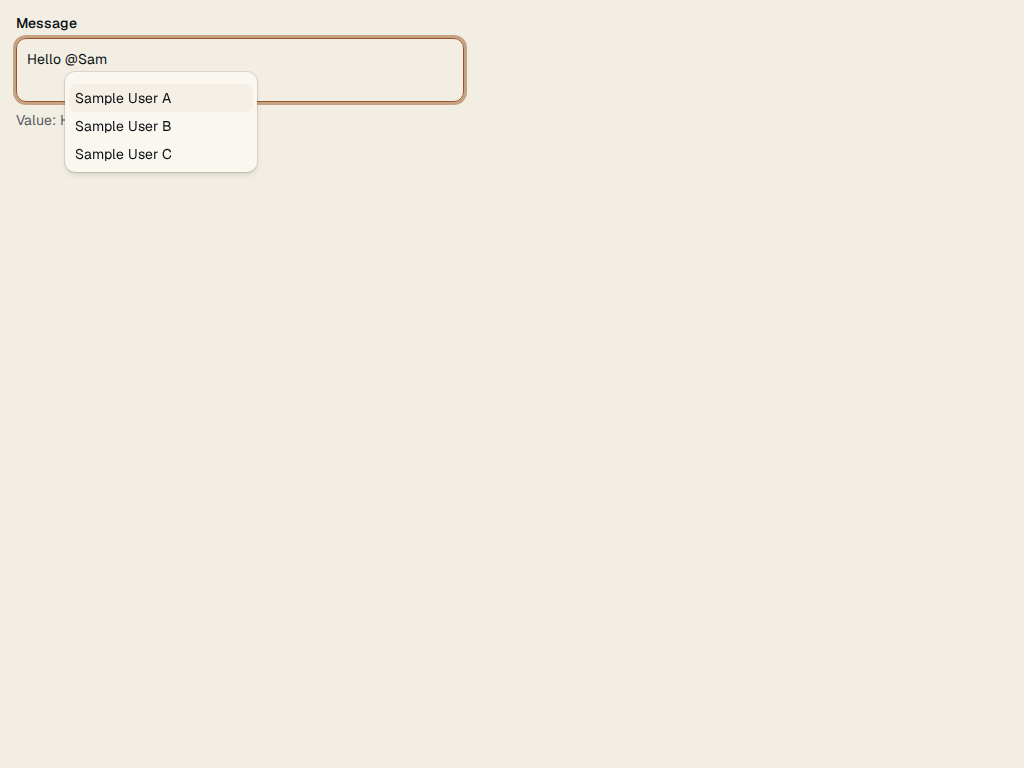 Message
Hello @Sam
Sample User A
Value:
Sample User B
Sample User C